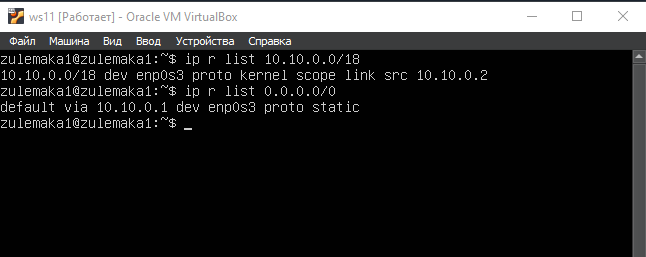 ws11 [Работает] - Oracle VM VirtualBox
Файл Машина Вид Ввод Устройства Справка
zulemaka1@zulemaka1:~$ ip r list 10.10.0.0/18
10.10.0.0/18 dev enp0s3 proto kernel scope link src 10.10.0.2
zulemaka1@zulemaka1:~$ ip r list 0.0.0.0/0
default via 10.10.0.1 dev enp0s3 proto static
zulemaka1@zulemaka1:~$ _